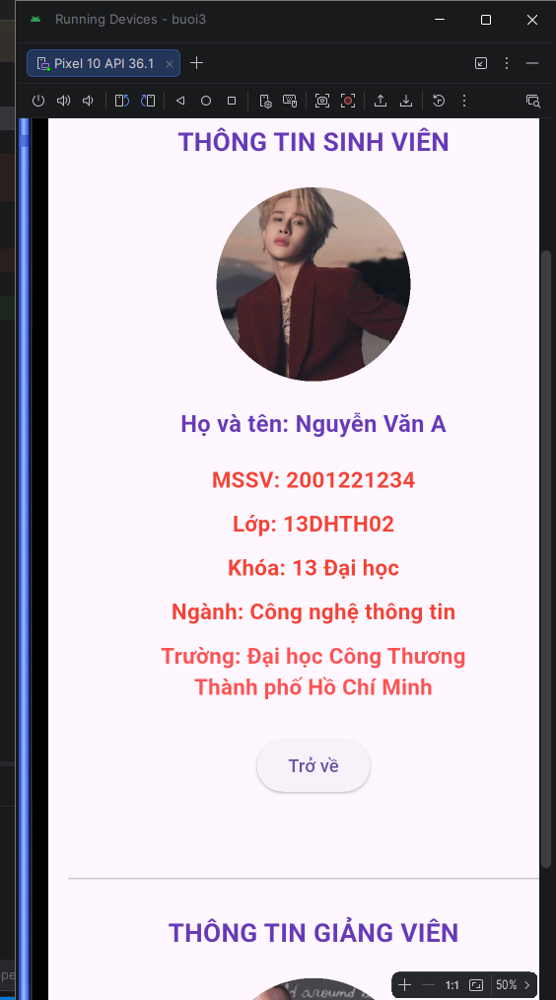 Running Devices - buoi3
Pixel 10 API 36.1
THÔNG TIN SINH VIÊN
Họ và tên: Nguyễn Văn A
MSSV: 2001221234
Lớp: 13DHTH02
Khóa: 13 Đại học
Ngành: Công nghệ thông tin
Trường: Đại học Công Thương
Thành phố Hồ Chí Minh
Trở về
THÔNG TIN GIẢNG VIÊN
around
pe
1:1
50%